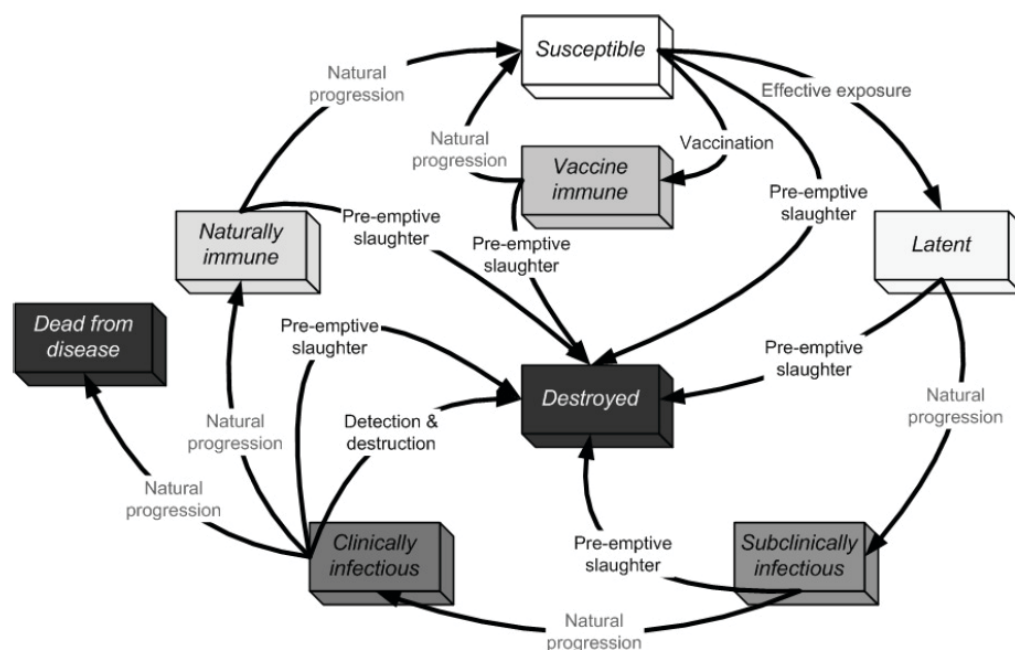 Susceptible
Natural
progression
Effective exposure
Natural
progression
Vaccination
Vaccine
immune
Pre-emptive
slaughter
Naturally
immune
Pre-emptive
slaughter
Pre-emptive
slaughter
Latent
Dead from
disease
Pre-emptive
slaughter
Pre-emptive
slaughter
Destroyed
Natural
progression
Natural
progression
Detection &
destruction
Natural
progression
Clinically
infectious
Pre-emptive
slaughter
Subclinically
infectious
Natural
progression